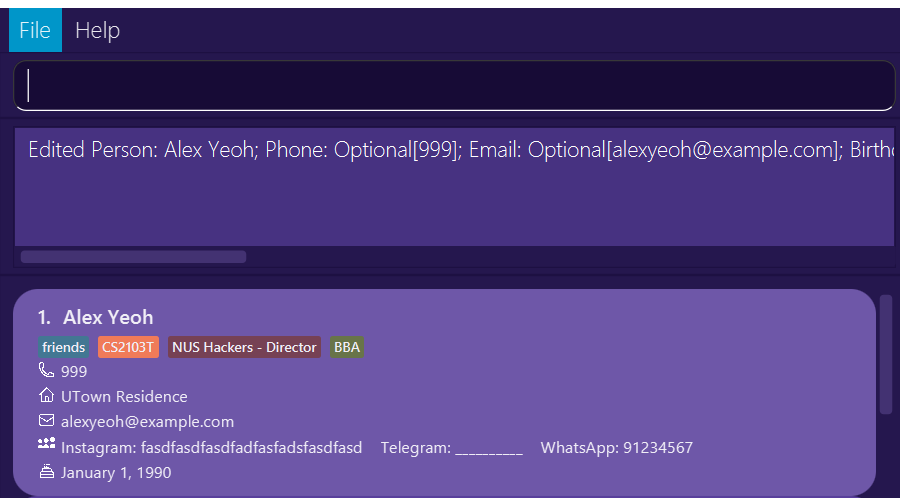 File Help
Edited Person: Alex Yeoh; Phone: Optional[999]; Email: Optional[alexyeoh@example.com]; Birth
1. Alex Yeoh
friends CS2103T NUS Hackers - Director BBA
999
UTown Residence
alexyeoh@example.com
Instagram: fasdfasdfasdfadfasfadsfasdfasd Telegram: __________ WhatsApp: 91234567
January 1, 1990